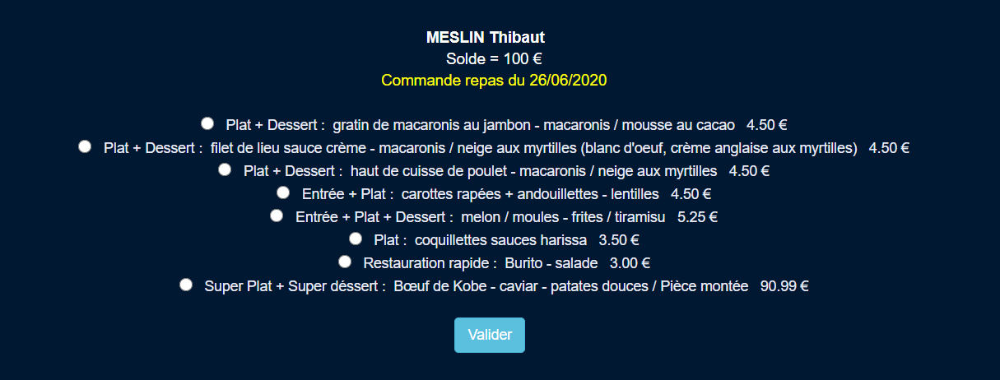 MESLIN Thibaut
Solde = 100 €
Commande repas du 26/06/2020
Plat + Dessert : gratin de macaronis au jambon - macaronis / mousse au cacao 4.50 €
Plat + Dessert : filet de lieu sauce crème - macaronis / neige aux myrtilles (blanc d'oeuf, crème anglaise aux myrtilles) 4.50 €
Plat + Dessert : haut de cuisse de poulet - macaronis / neige aux myrtilles 4.50 €
Entrée + Plat : carottes rapées + andouillettes - lentilles 4.50 €
Entrée + Plat + Dessert : melon / moules - frites / tiramisu 5.25 €
Plat : coquillettes sauces harissa 3.50 €
Restauration rapide : Burito - salade 3.00 €
Super Plat + Super déssert : Bœuf de Kobe - caviar - patates douces / Pièce montée 90.99 €
Valider